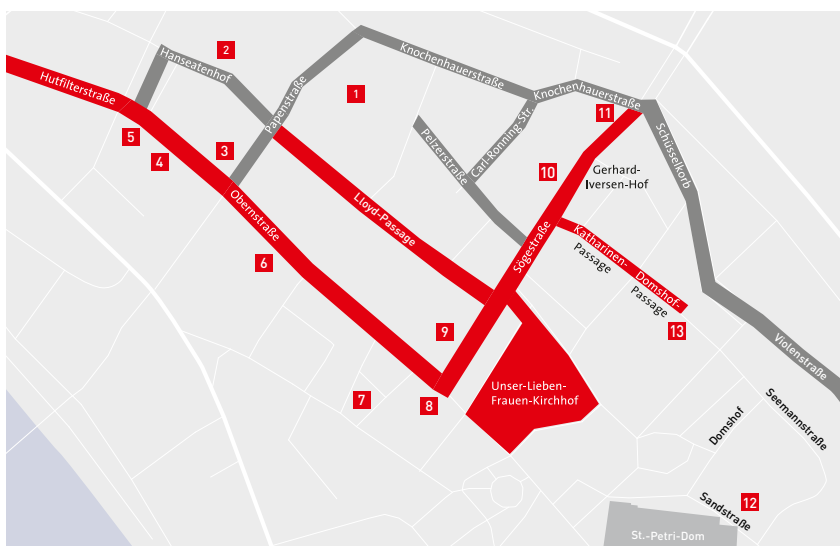 2
Hanseatenhof
Hutfilterstraße
Papenstraße
1
Knochenhauerstraße
Knochenhauerstraße
11
5
4
3
Pelzerstraße
Carl-Ronning-Str.
Schüsselkorb
10
Gerhard-
Iversen-Hof
Obernstraße
Lloyd-Passage
Sögestraße
Katharinen-
Passage
Domshof-
Passage
6
9
13
Violenstraße
7
8
Unser-Lieben-
Frauen-Kirchhof
Domshof
Seemannstraße
Sandstraße
12
St.-Petri-Dom